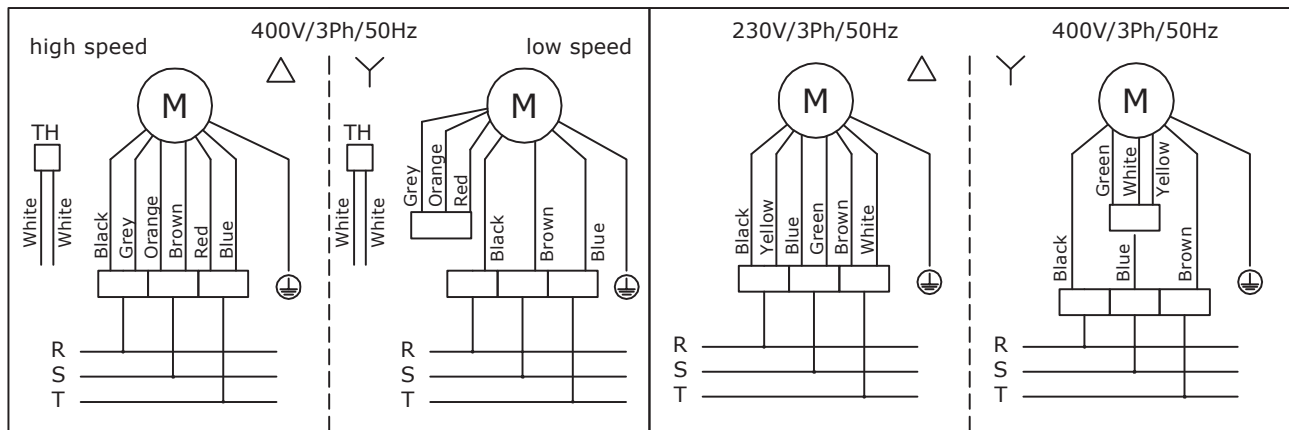 400V/3Ph/50Hz
high speed
low speed
M
TH
White
White
Black
Grey
Orange
Brown
Red
Blue
R
S
T
M
TH
White
White
Grey
Orange
Red
Black
Brown
Blue
R
S
T
230V/3Ph/50Hz
M
Black
Yellow
Blue
Green
Brown
White
R
S
T
400V/3Ph/50Hz
M
Green
White
Yellow
Black
Blue
Brown
R
S
T